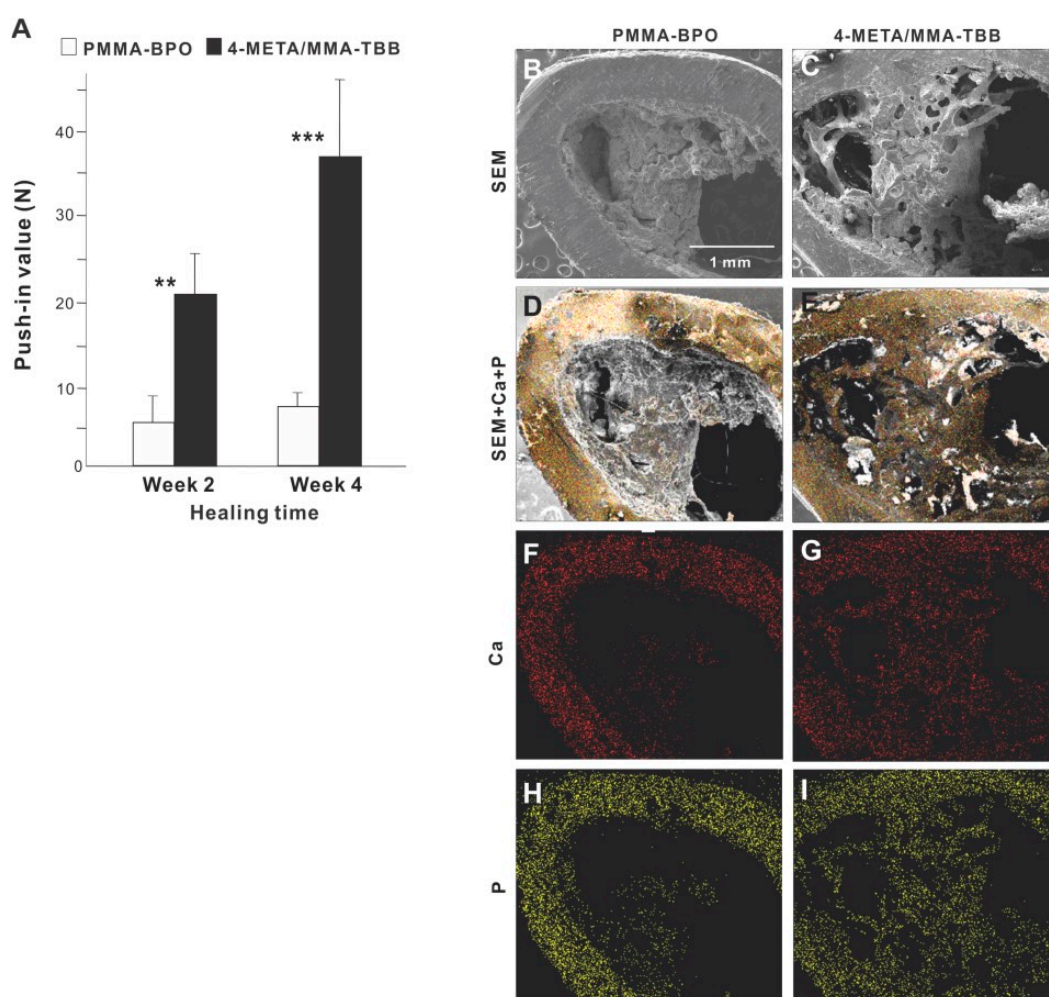 A
PMMA-BPO 4-META/MMA-TBB
Push-in value (N)
40
30
20
10
0
**
***
Week 2 Week 4
Healing time
PMMA-BPO 4-META/MMA-TBB
SEM
B
C
1 mm
SEM+Ca+P
D
E
Ca
F
G
P
H
I